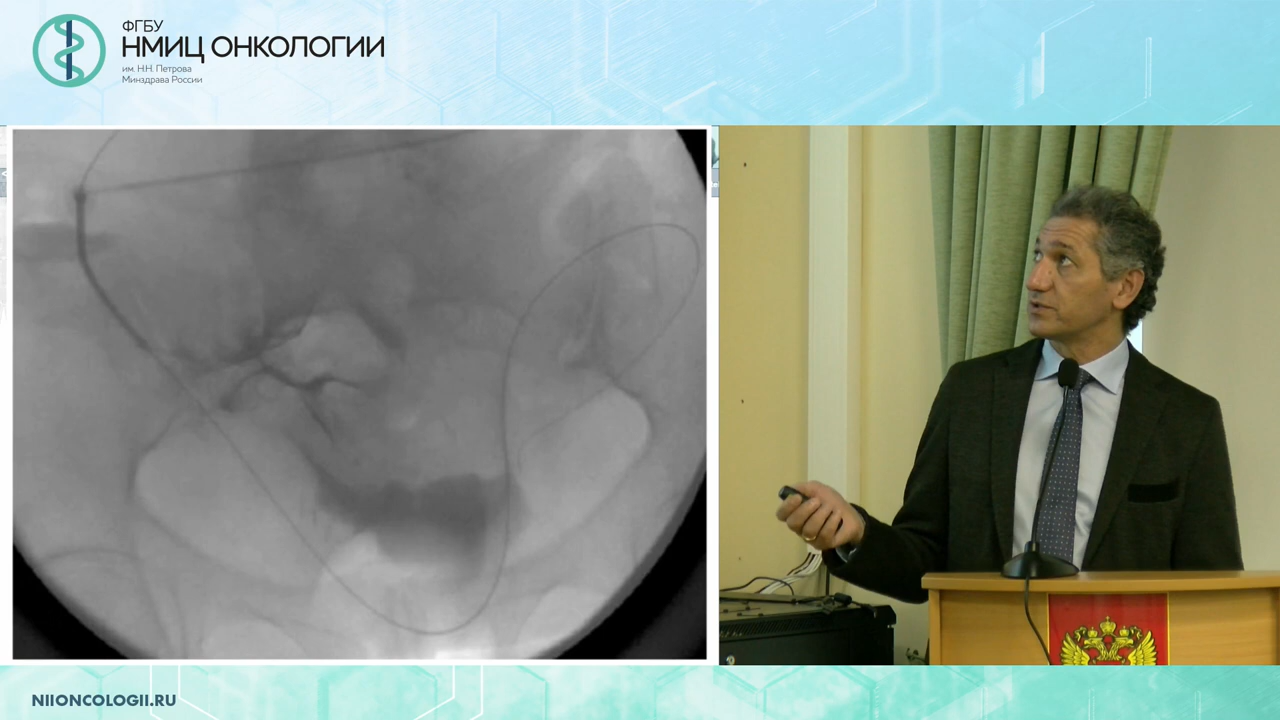 ФГБУ
НМИЦ ОНКОЛОГИИ
им. Н.Н. Петрова
Минздрава России
NIIONCOLOGII.RU